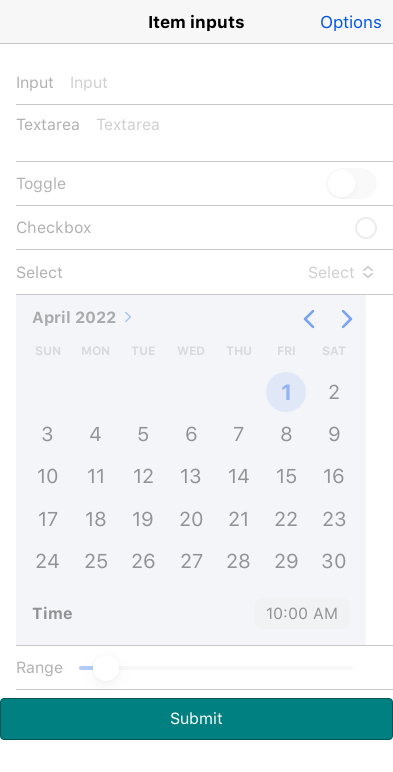 Item inputs Options
Input Input
Textarea Textarea
Toggle
Checkbox
Select Select
April 2022
SUN MON TUE WED THU FRI SAT
1 2
3 4 5 6 7 8 9
10 11 12 13 14 15 16
17 18 19 20 21 22 23
24 25 26 27 28 29 30
Time 10:00 AM
Range
Submit